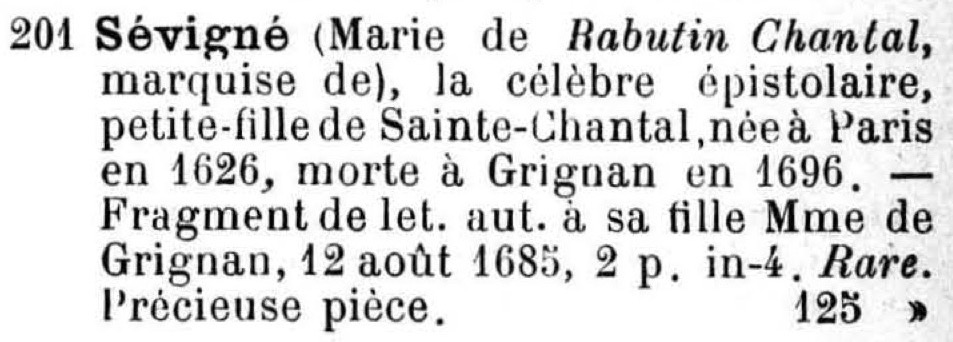 201 Sévigné (Marie de Rabutin Chantal,
marquise de), la célèbre épistolaire,
petite-fille de Sainte-Chantal, née à Paris
en 1626, morte à Grignan en 1696. —
Fragment de let. aut. à sa fille Mme de
Grignan, 12 août 1685, 2 p. in-4. Rare.
Précieuse pièce. 125 »